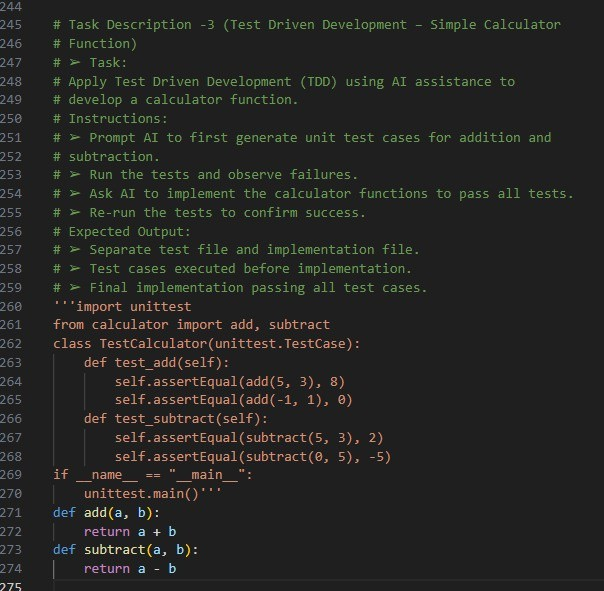 244
245 # Task Description -3 (Test Driven Development – Simple Calculator
246 # Function)
247 # ➢ Task:
248 # Apply Test Driven Development (TDD) using AI assistance to
249 # develop a calculator function.
250 # Instructions:
251 # ➢ Prompt AI to first generate unit test cases for addition and
252 # subtraction.
253 # ➢ Run the tests and observe failures.
254 # ➢ Ask AI to implement the calculator functions to pass all tests.
255 # ➢ Re-run the tests to confirm success.
256 # Expected Output:
257 # ➢ Separate test file and implementation file.
258 # ➢ Test cases executed before implementation.
259 # ➢ Final implementation passing all test cases.
260 '''import unittest
261 from calculator import add, subtract
262 class TestCalculator(unittest.TestCase):
263     def test_add(self):
264         self.assertEqual(add(5, 3), 8)
265         self.assertEqual(add(-1, 1), 0)
266     def test_subtract(self):
267         self.assertEqual(subtract(5, 3), 2)
268         self.assertEqual(subtract(0, 5), -5)
269 if __name__ == "__main__":
270     unittest.main()'''
271 def add(a, b):
272     return a + b
273 def subtract(a, b):
274     return a - b
275